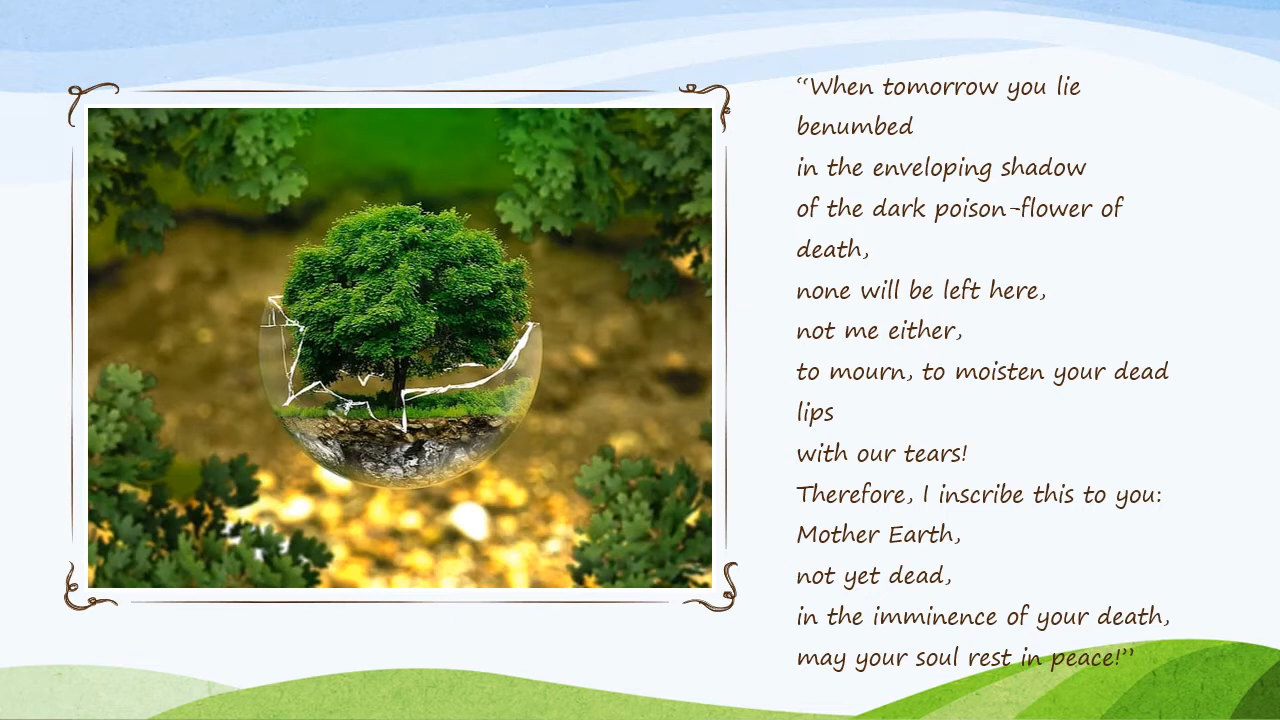 “When tomorrow you lie
benumbed
in the enveloping shadow
of the dark poison-flower of
death,
none will be left here,
not me either,
to mourn, to moisten your dead
lips
with our tears!
Therefore, I inscribe this to you:
Mother Earth,
not yet dead,
in the imminence of your death,
may your soul rest in peace!”